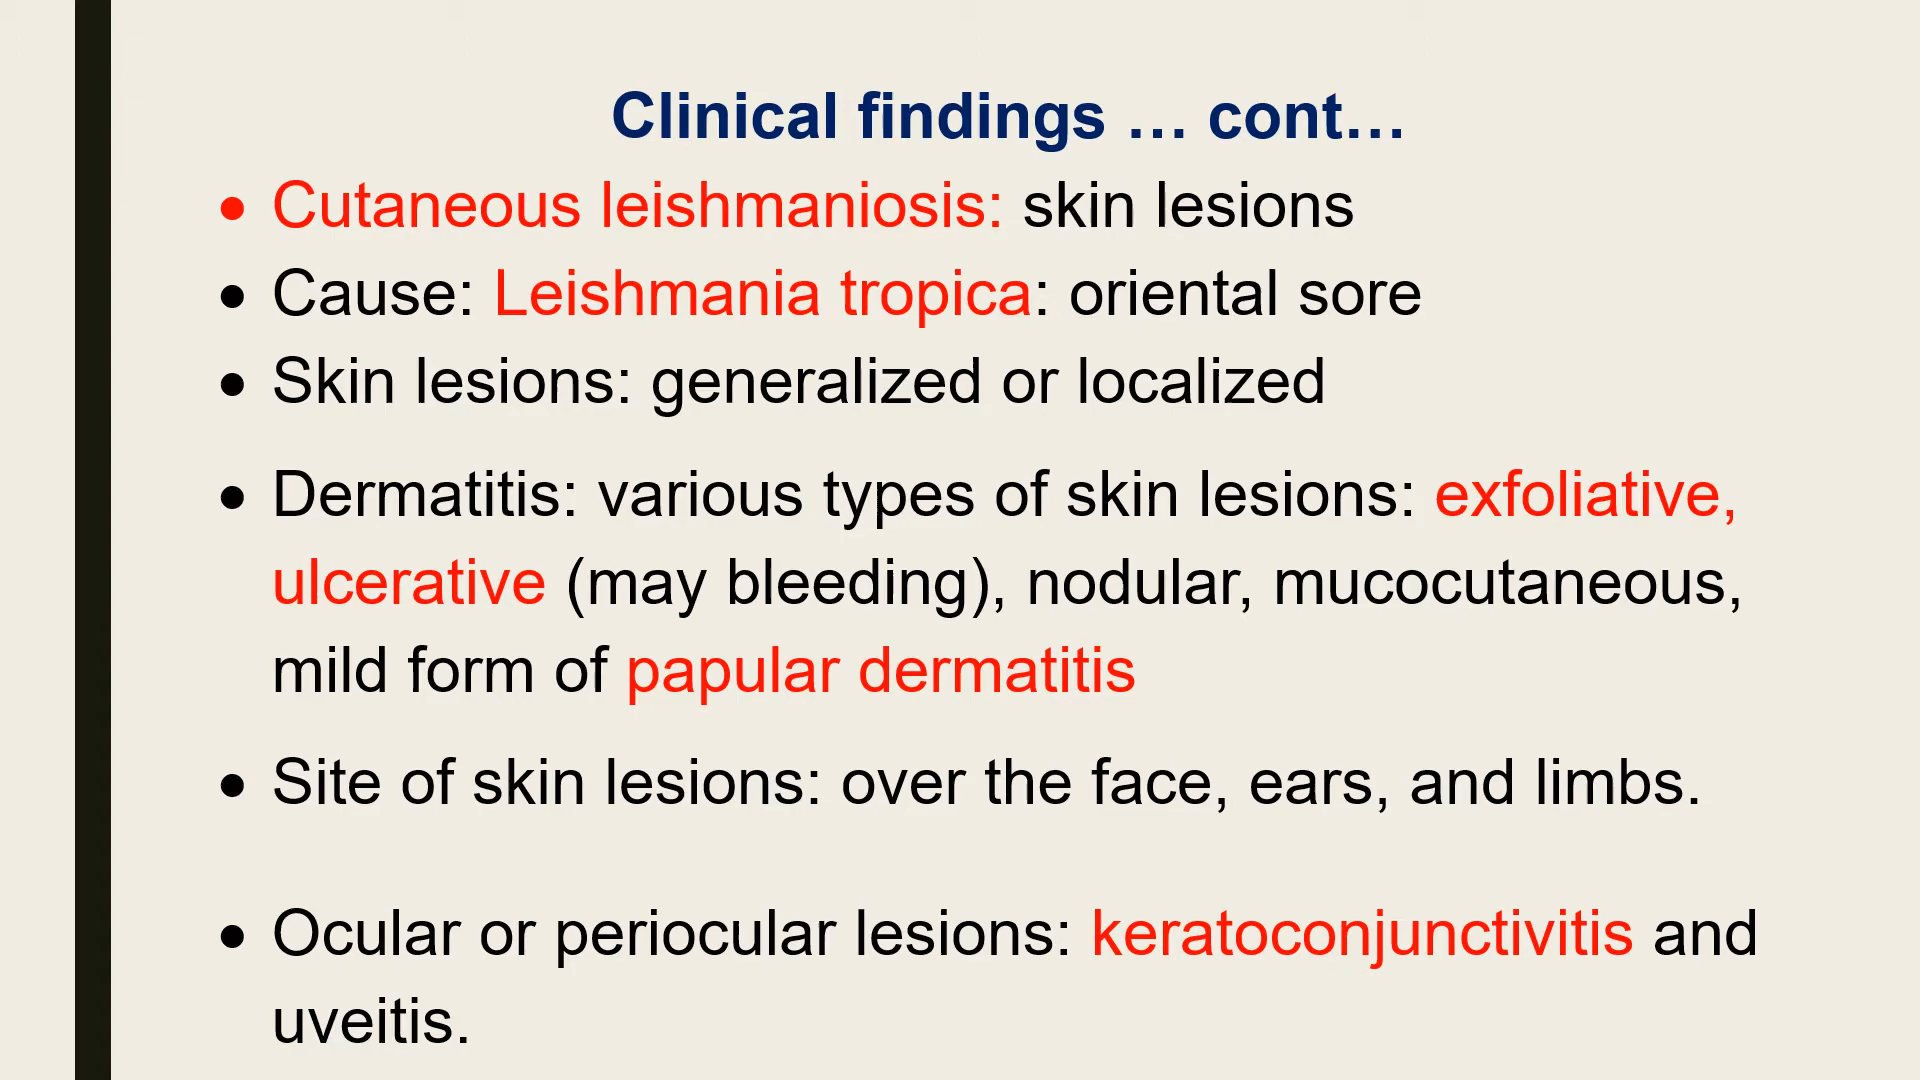 Clinical findings … cont…
• Cutaneous leishmaniosis: skin lesions
• Cause: Leishmania tropica: oriental sore
• Skin lesions: generalized or localized
• Dermatitis: various types of skin lesions: exfoliative,
ulcerative (may bleeding), nodular, mucocutaneous,
mild form of papular dermatitis
• Site of skin lesions: over the face, ears, and limbs.
• Ocular or periocular lesions: keratoconjunctivitis and
uveitis.